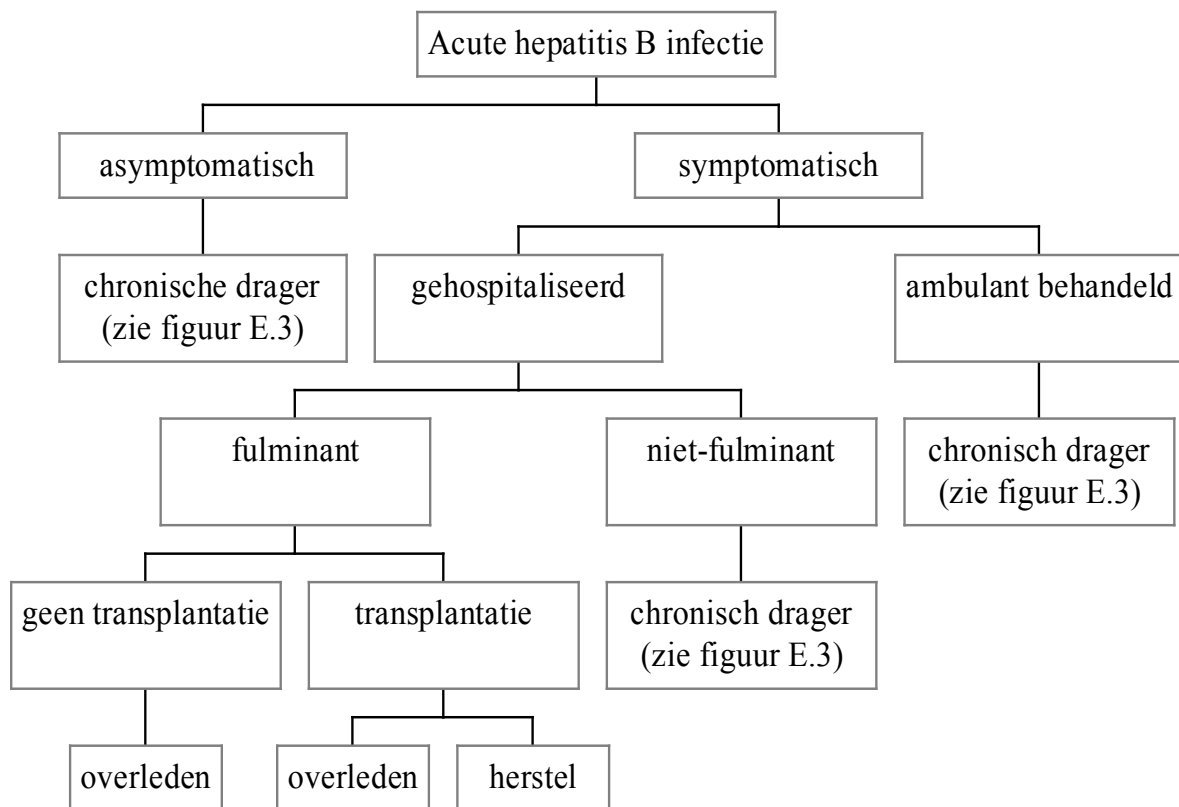 Acute hepatitis B infectie
asymptomatisch
symptomatisch
chronische drager
(zie figuur E.3)
gehospitaliseerd
ambulant behandeld
fulminant
niet-fulminant
chronisch drager
(zie figuur E.3)
geen transplantatie
transplantatie
chronisch drager
(zie figuur E.3)
overleden
overleden
herstel